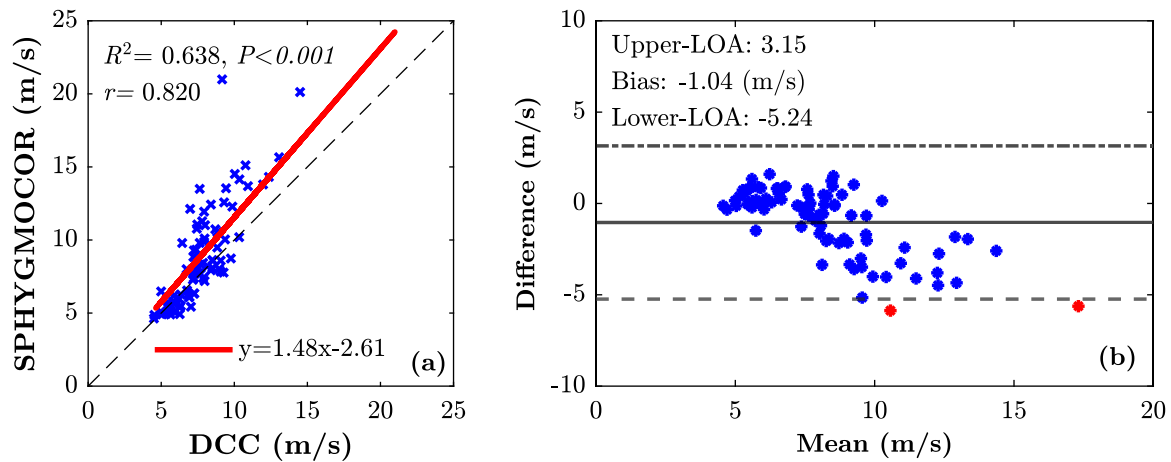 25
20
15
10
5
0
SPHYGMOCOR (m/s)
R²= 0.638, P<0.001
r= 0.820
y=1.48x-2.61
(a)
0 5 10 15 20 25
DCC (m/s)
10
5
0
-5
-10
Difference (m/s)
Upper-LOA: 3.15
Bias: -1.04 (m/s)
Lower-LOA: -5.24
(b)
0 5 10 15 20
Mean (m/s)